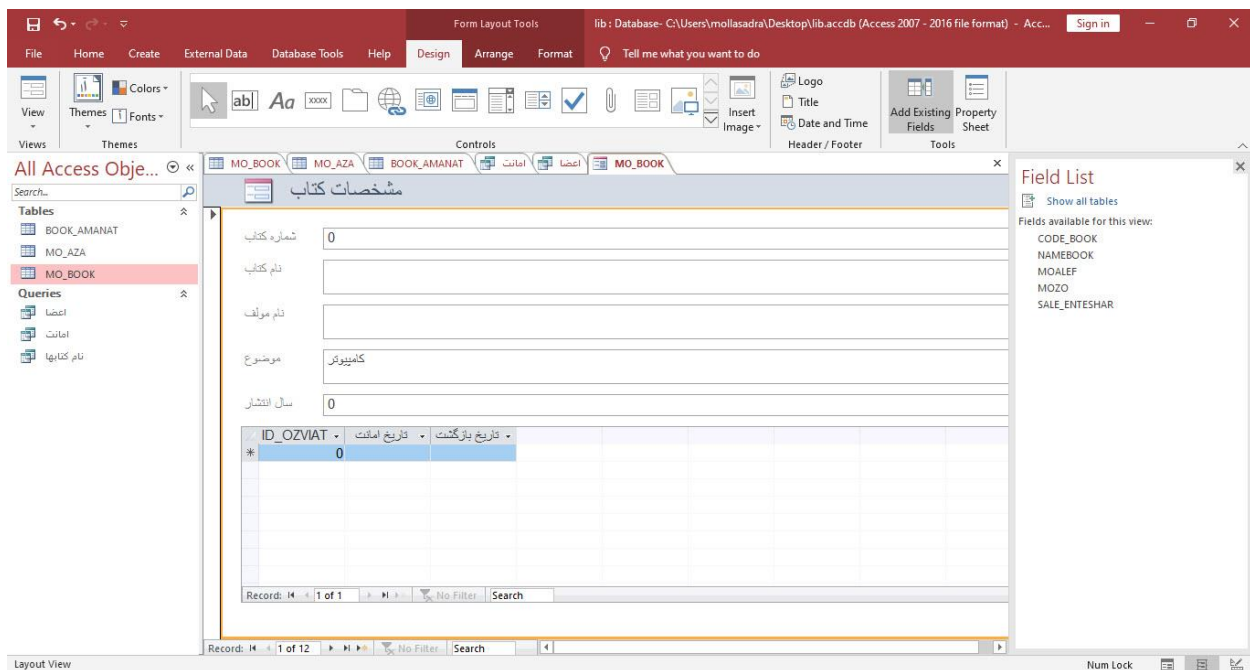 Form Layout Tools
lib : Database- C:\Users\mollasadra\Desktop\lib.accdb (Access 2007 - 2016 file format) - Acc...
Sign in
File Home Create External Data Database Tools Help Design Arrange Format Tell me what you want to do
View
Themes
Colors
Fonts
ab|
Aa
xxxx
Insert Image
Logo
Title
Date and Time
Add Existing Fields
Property Sheet
Views Themes Controls Header / Footer Tools
All Access Obje...
Search...
Tables
BOOK_AMANAT
MO_AZA
MO_BOOK
Queries
اعضا
امانت
نام کتابها
MO_BOOK MO_AZA BOOK_AMANAT امانت اعضا MO_BOOK
مشخصات کتاب
شماره کتاب 0
نام کتاب
نام مولف
موضوع کامپیوتر
سال انتشار 0
ID_OZVIAT تاریخ امانت تاریخ بازگشت
* 0
Record: 1 of 1 No Filter Search
Record: 1 of 12 No Filter Search
Field List
Show all tables
Fields available for this view:
CODE_BOOK
NAMEBOOK
MOALEF
MOZO
SALE_ENTESHAR
Layout View
Num Lock